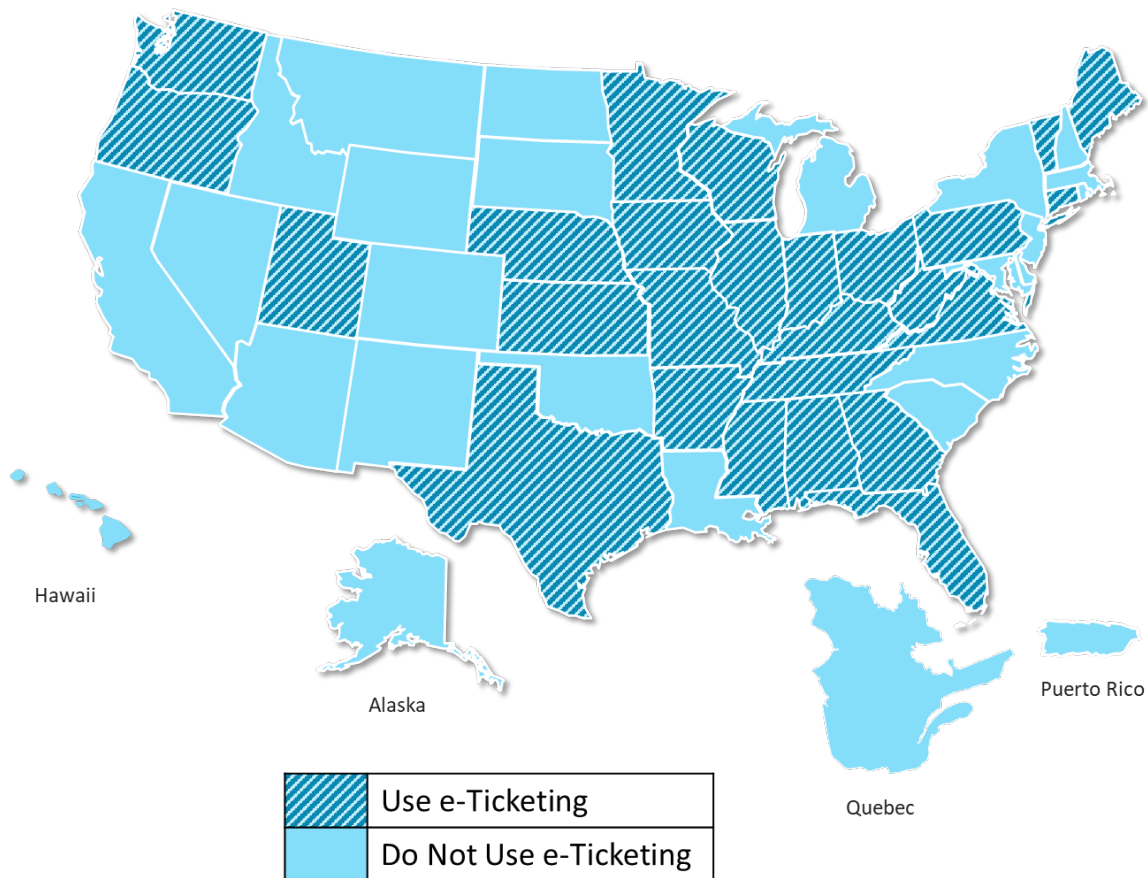 Hawaii
Alaska
Puerto Rico
Quebec
Use e-Ticketing
Do Not Use e-Ticketing